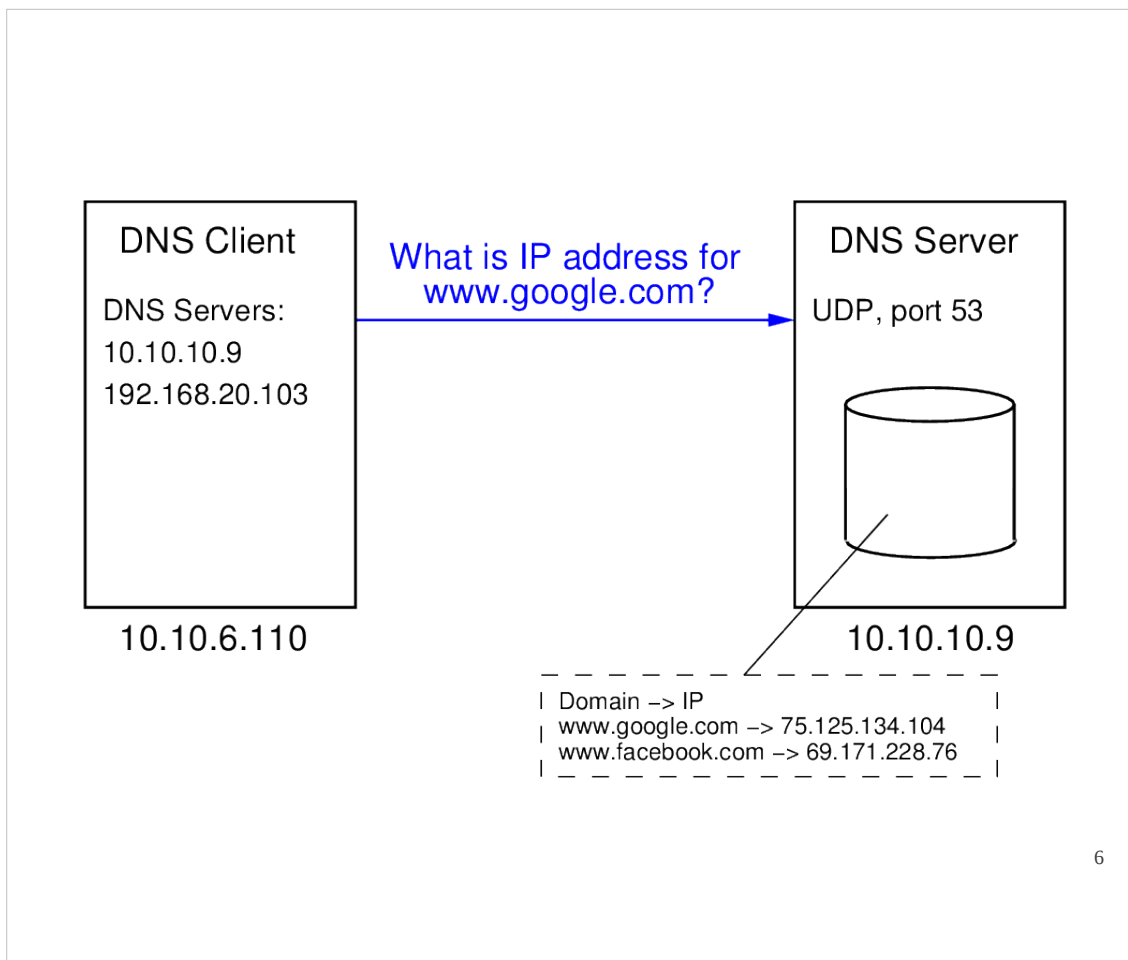 DNS Client
DNS Servers:
10.10.10.9
192.168.20.103
10.10.6.110
What is IP address for
www.google.com?
DNS Server
UDP, port 53
10.10.10.9
Domain −> IP
www.google.com −> 75.125.134.104
www.facebook.com −> 69.171.228.76
6